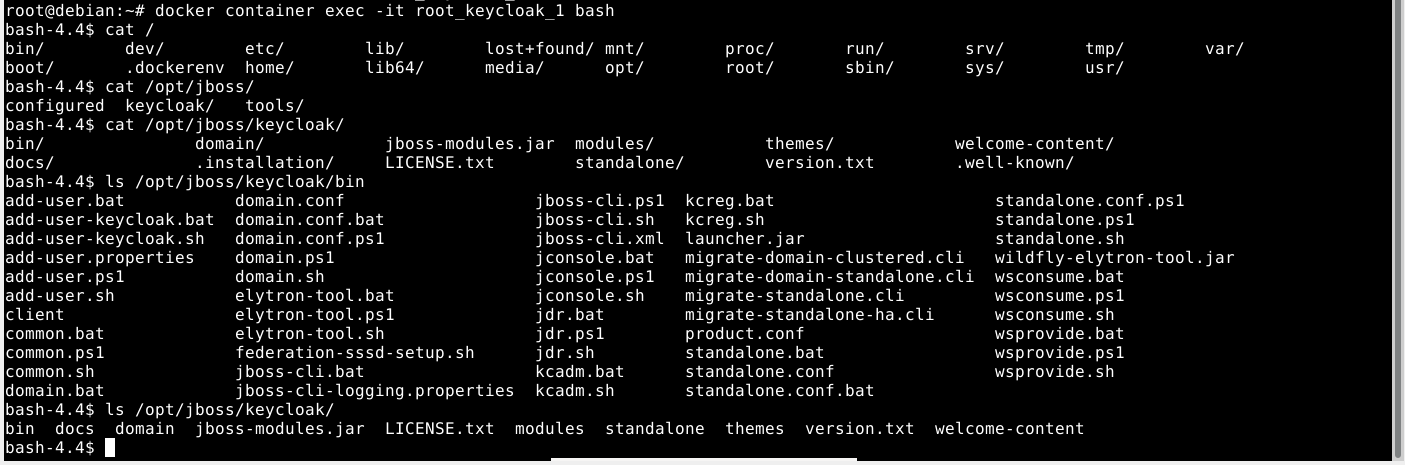 root@debian:~# docker container exec -it root_keycloak_1 bash
bash-4.4$ cat /
bin/ dev/ etc/ lib/ lost+found/ mnt/ proc/ run/ srv/ tmp/ var/
boot/ .dockerenv home/ lib64/ media/ opt/ root/ sbin/ sys/ usr/
bash-4.4$ cat /opt/jboss/
configured keycloak/ tools/
bash-4.4$ cat /opt/jboss/keycloak/
bin/ domain/ jboss-modules.jar modules/ themes/ welcome-content/
docs/ .installation/ LICENSE.txt standalone/ version.txt .well-known/
bash-4.4$ ls /opt/jboss/keycloak/bin
add-user.bat domain.conf jboss-cli.ps1 kcreg.bat standalone.conf.ps1
add-user-keycloak.bat domain.conf.bat jboss-cli.sh kcreg.sh standalone.ps1
add-user-keycloak.sh domain.conf.ps1 jboss-cli.xml launcher.jar standalone.sh
add-user.properties domain.ps1 jconsole.bat migrate-domain-clustered.cli wildfly-elytron-tool.jar
add-user.ps1 domain.sh jconsole.ps1 migrate-domain-standalone.cli wsconsume.bat
add-user.sh elytron-tool.bat jconsole.sh migrate-standalone.cli wsconsume.ps1
client elytron-tool.ps1 jdr.bat migrate-standalone-ha.cli wsconsume.sh
common.bat elytron-tool.sh jdr.ps1 product.conf wsprovide.bat
common.ps1 federation-sssd-setup.sh jdr.sh standalone.bat wsprovide.ps1
common.sh jboss-cli.bat kcadm.bat standalone.conf wsprovide.sh
domain.bat jboss-cli-logging.properties kcadm.sh standalone.conf.bat
bash-4.4$ ls /opt/jboss/keycloak/
bin docs domain jboss-modules.jar LICENSE.txt modules standalone themes version.txt welcome-content
bash-4.4$